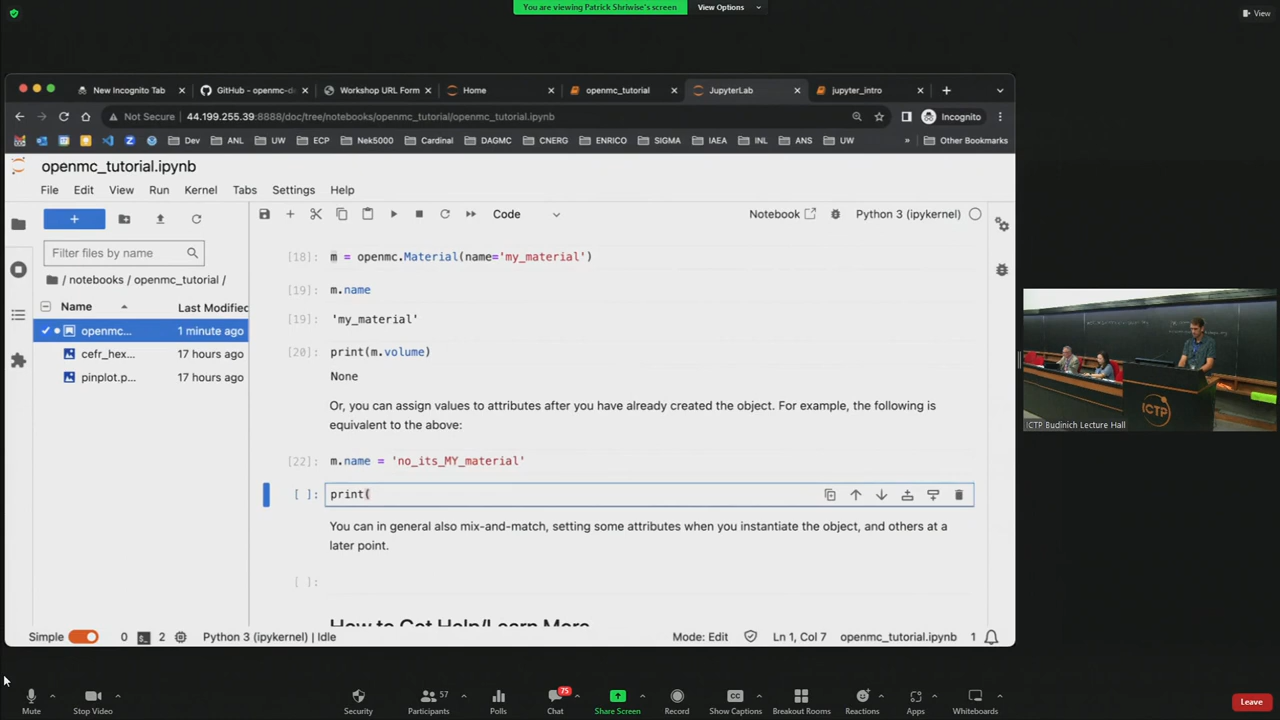 You are viewing Patrick Shriwise's screen
View Options
View
New Incognito Tab
GitHub - openmc-d
Workshop URL Form
Home
openmc_tutorial
JupyterLab
jupyter_intro
Not Secure
44.199.255.39:8888/doc/tree/notebooks/openmc_tutorial/openmc_tutorial.ipynb
Incognito
Dev
ANL
UW
ECP
Nek5000
Cardinal
DAGMC
CNERG
ENRICO
SIGMA
IAEA
INL
ANS
UW
»
Other Bookmarks
openmc_tutorial.ipynb
File
Edit
View
Run
Kernel
Tabs
Settings
Help
Code
Notebook
Python 3 (ipykernel)
Filter files by name
/ notebooks / openmc_tutorial /
Name
Last Modified
openmc...
1 minute ago
cefr_hex...
17 hours ago
pinplot.p...
17 hours ago
[18]: m = openmc.Material(name='my_material')
[19]: m.name
[19]: 'my_material'
[20]: print(m.volume)
None
Or, you can assign values to attributes after you have already created the object. For example, the following is
equivalent to the above:
[22]: m.name = 'no_its_MY_material'
[ ]: print(
You can in general also mix-and-match, setting some attributes when you instantiate the object, and others at a
later point.
[ ]:
How to Get Help/Learn More
Simple
0
2
Python 3 (ipykernel) | Idle
Mode: Edit
Ln 1, Col 7
openmc_tutorial.ipynb
1
ICTP
ICTP Budinich Lecture Hall
Mute
Stop Video
Security
57
Participants
Polls
75
Chat
Share Screen
Record
CC
Show Captions
Breakout Rooms
Reactions
Apps
Whiteboards
Leave